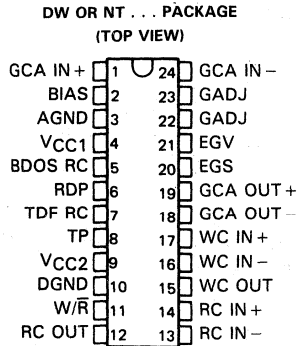 DW OR NT . . . PACKAGE
(TOP VIEW)
GCA IN+ 1 24 GCA IN−
BIAS 2 23 GADJ
AGND 3 22 GADJ
VCC1 4 21 EGV
BDOS RC 5 20 EGS
RDP 6 19 GCA OUT+
TDF RC 7 18 GCA OUT−
TP 8 17 WC IN+
VCC2 9 16 WC IN−
DGND 10 15 WC OUT
W/R̅ 11 14 RC IN+
RC OUT 12 13 RC IN−